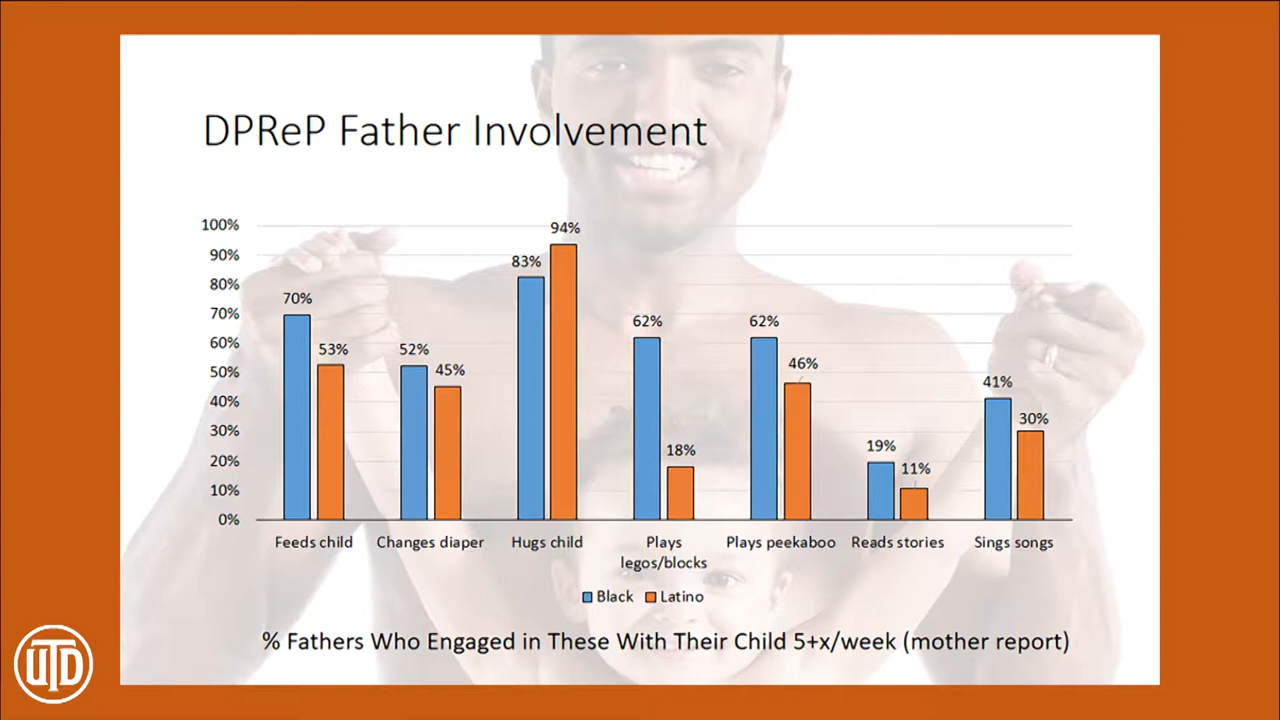 DPReP Father Involvement
100%
90%
80%
70%
60%
50%
40%
30%
20%
10%
0%
70%
53%
52%
45%
83%
94%
62%
18%
62%
46%
19%
11%
41%
30%
Feeds child
Changes diaper
Hugs child
Plays
legos/blocks
Plays peekaboo
Reads stories
Sings songs
Black
Latino
% Fathers Who Engaged in These With Their Child 5+x/week (mother report)
UTD